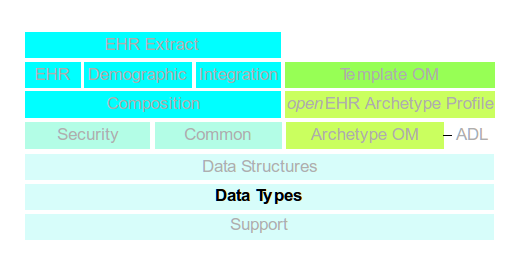 EHR Extract
EHR Demographic Integration Template OM
Composition openEHR Archetype Profile
Security Common Archetype OM – ADL
Data Structures
Data Types
Support